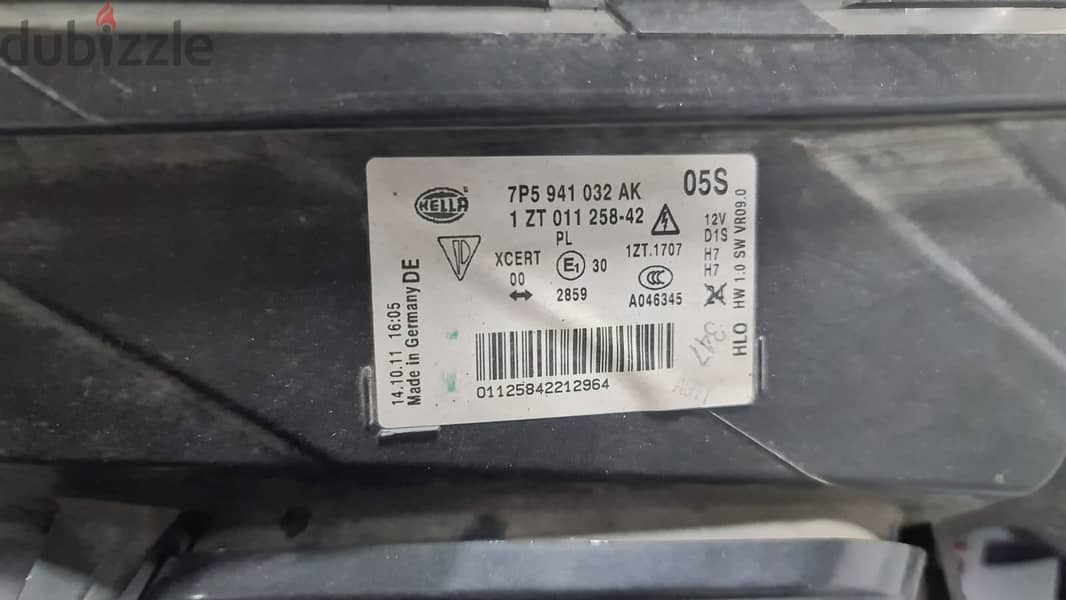 dubizzle
HELLA
7P5 941 032 AK
05S
1 ZT 011 258-42
PL
XCERT
00
E1 30
2859
1ZT.1707
CCC
A046345
12V
D1S
H7
H7
HW 1.0 SW VR09.0
HLO
14.10.11 16:05
Made in Germany DE
01125842212964
347